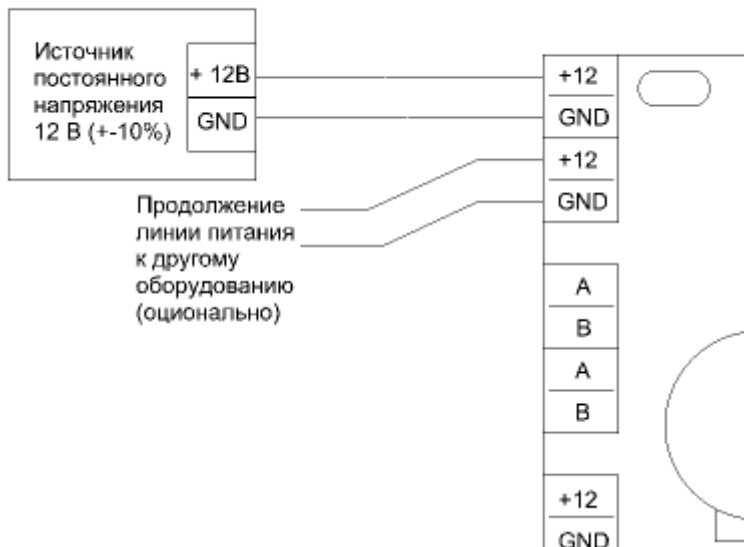 Источник
постоянного
напряжения
12 В (+-10%)
+ 12В
GND
+12
GND
+12
GND
Продолжение
линии питания
к другому
оборудованию
(оционально)
A
B
A
B
+12
GND